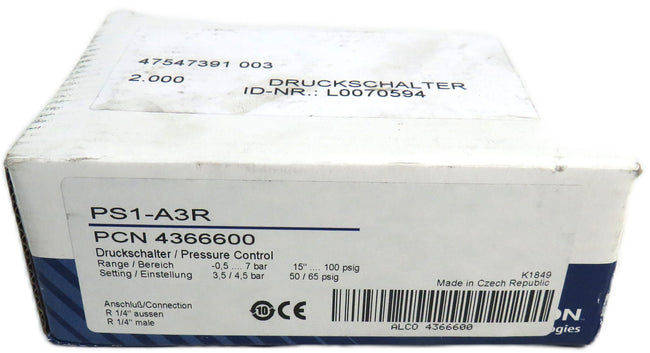 47547391 003
2.000 DRUCKSCHALTER
ID-NR.: L0070594
PS1-A3R
PCN 4366600
Druckschalter / Pressure Control
Range / Bereich -0,5 .... 7 bar 15" .... 100 psig
Setting / Einstellung 3,5 / 4,5 bar 50 / 65 psig
K1849
Made in Czech Republic
Anschluß/Connection
R 1/4" aussen
R 1/4" male
10 CE
ALCO 4366600